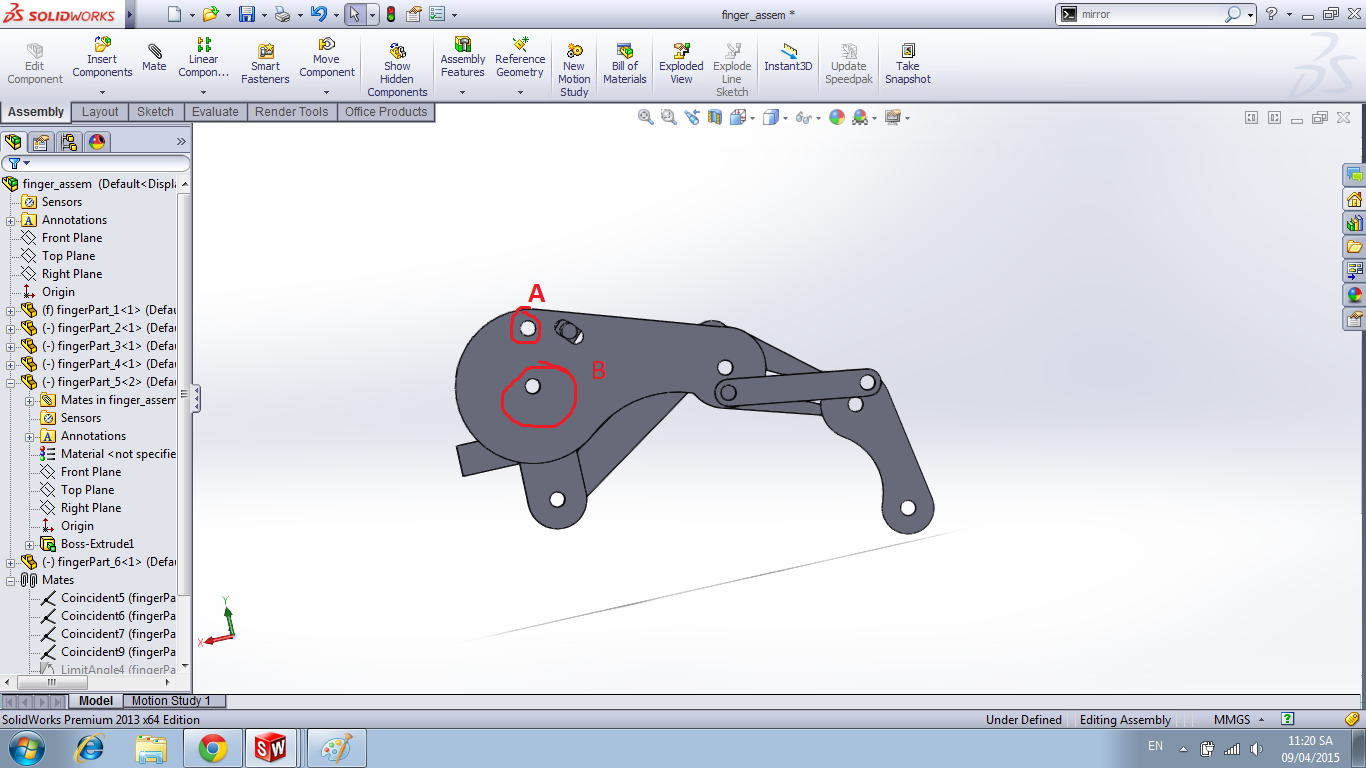 SOLIDWORKS
finger_assem *
mirror
Edit Component
Insert Components
Mate
Linear Compon...
Smart Fasteners
Move Component
Show Hidden Components
Assembly Features
Reference Geometry
New Motion Study
Bill of Materials
Exploded View
Explode Line Sketch
Instant3D
Update Speedpak
Take Snapshot
Assembly Layout Sketch Evaluate Render Tools Office Products
finger_assem (Default<Displa
Sensors
Annotations
Front Plane
Top Plane
Right Plane
Origin
(f) fingerPart_1<1> (Defau
(-) fingerPart_2<1> (Defau
(-) fingerPart_3<1> (Defau
(-) fingerPart_4<1> (Defau
(-) fingerPart_5<2> (Defau
Mates in finger_assem
Sensors
Annotations
Material <not specifie
Front Plane
Top Plane
Right Plane
Origin
Boss-Extrude1
(-) fingerPart_6<1> (Defau
Mates
Coincident5 (fingerPa
Coincident6 (fingerPa
Coincident7 (fingerPa
Coincident9 (fingerPa
LimitAngle4 (fingerPa
A
B
Y
X
Model Motion Study 1
SolidWorks Premium 2013 x64 Edition
Under Defined Editing Assembly MMGS
SW
EN
11:20 SA
09/04/2015